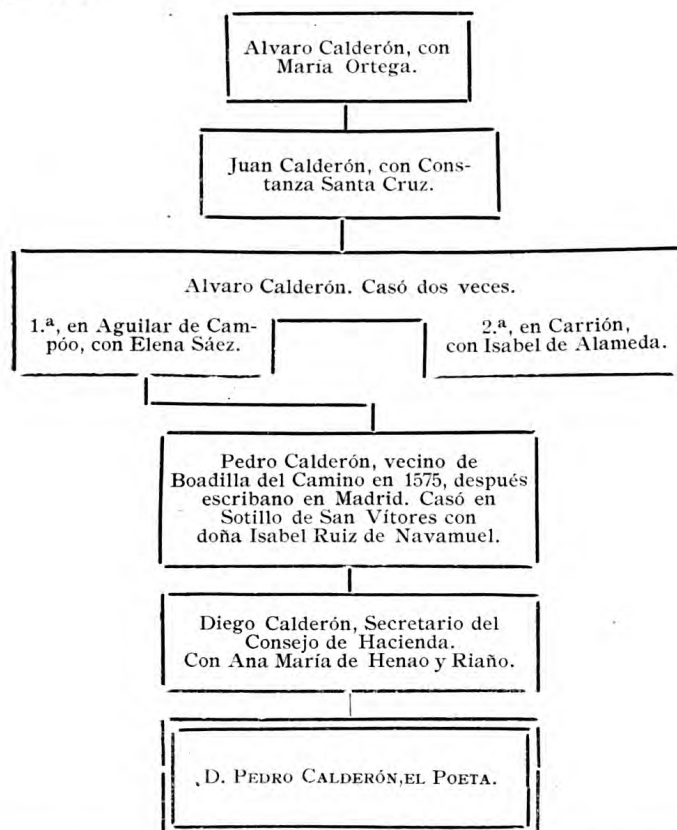 Alvaro Calderón, con
María Ortega.
Juan Calderón, con Cons-
tanza Santa Cruz.
Alvaro Calderón. Casó dos veces.
1.ª, en Aguilar de Cam-
póo, con Elena Sáez.
2.ª, en Carrión,
con Isabel de Alameda.
Pedro Calderón, vecino de
Boadilla del Camino en 1575, después
escribano en Madrid. Casó en
Sotillo de San Vítores con
doña Isabel Ruiz de Navamuel.
Diego Calderón, Secretario del
Consejo de Hacienda.
Con Ana María de Henao y Riaño.
D. PEDRO CALDERÓN, EL POETA.